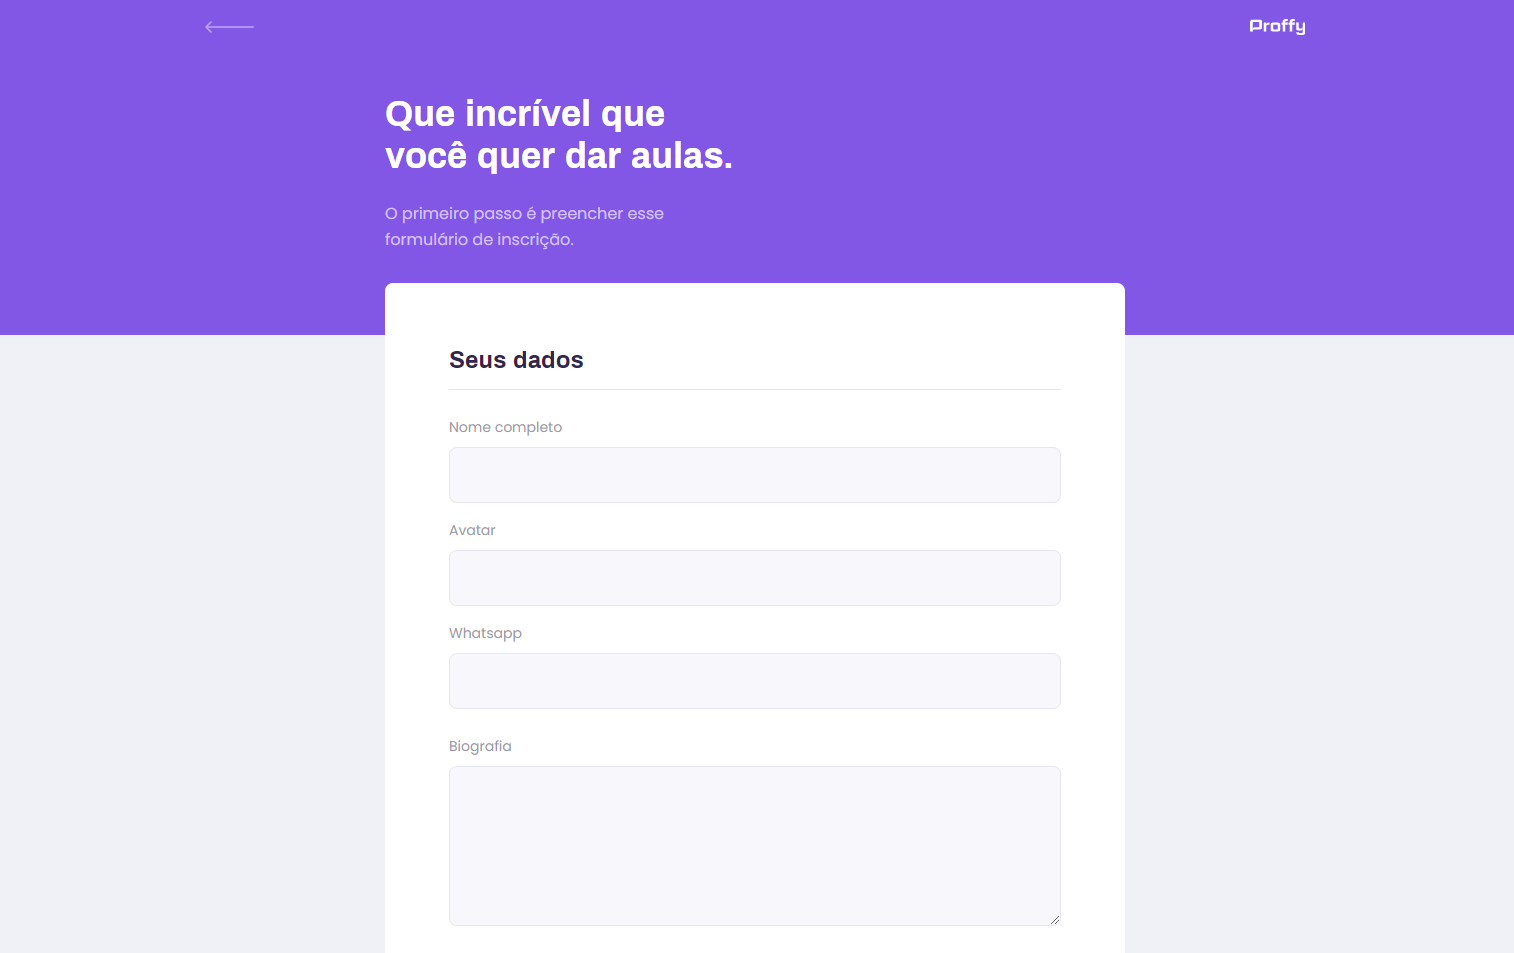 Proffy
Que incrível que
você quer dar aulas.
O primeiro passo é preencher esse
formulário de inscrição.
Seus dados
Nome completo
Avatar
Whatsapp
Biografia